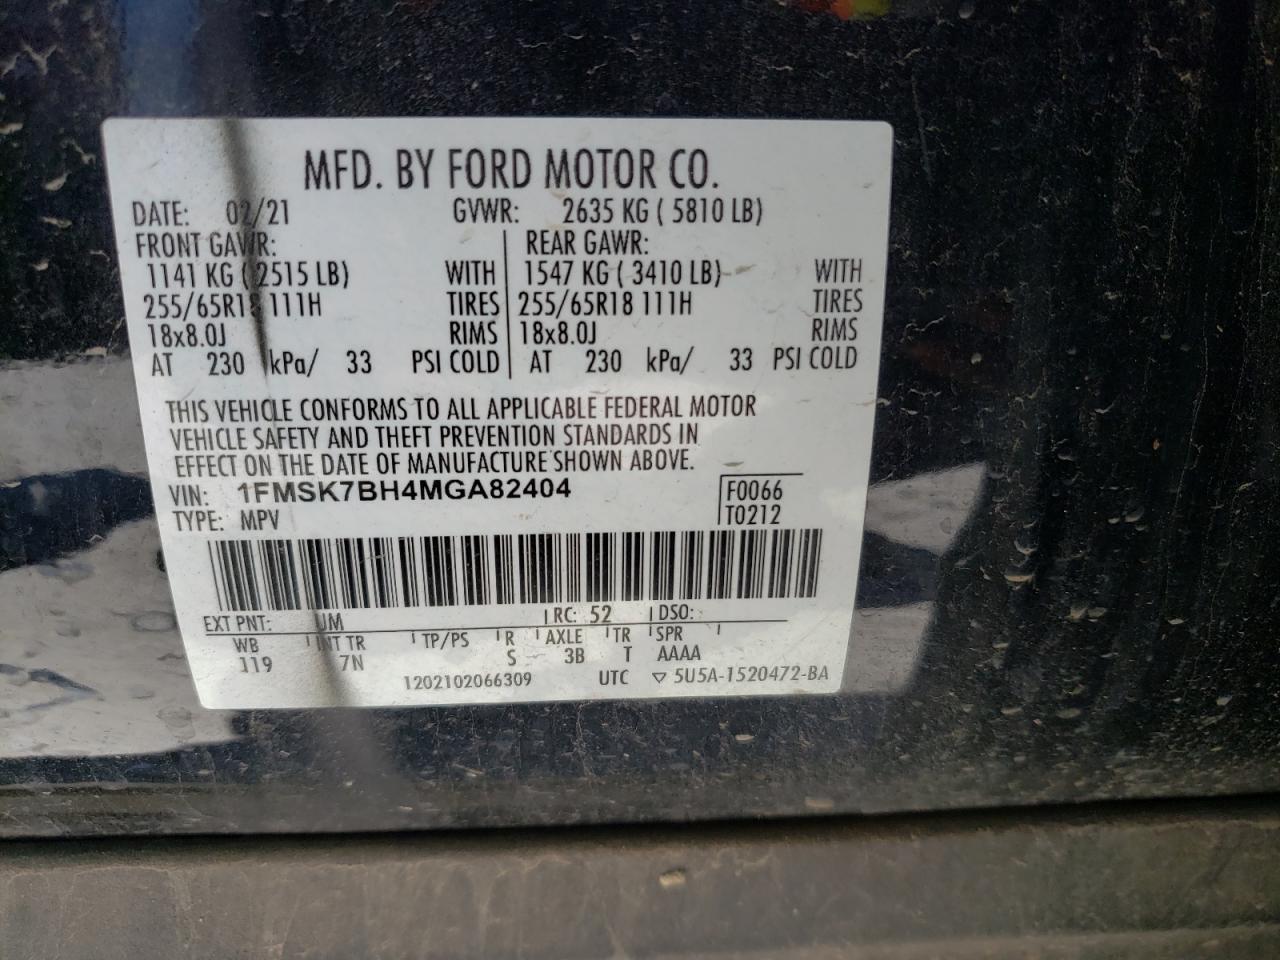 MFD. BY FORD MOTOR CO.
DATE: 02/21 GVWR: 2635 KG ( 5810 LB)
FRONT GAWR: REAR GAWR:
1141 KG ( 2515 LB) WITH 1547 KG ( 3410 LB) WITH
255/65R18 111H TIRES 255/65R18 111H TIRES
18x8.0J RIMS 18x8.0J RIMS
AT 230 kPa/ 33 PSI COLD AT 230 kPa/ 33 PSI COLD
THIS VEHICLE CONFORMS TO ALL APPLICABLE FEDERAL MOTOR
VEHICLE SAFETY AND THEFT PREVENTION STANDARDS IN
EFFECT ON THE DATE OF MANUFACTURE SHOWN ABOVE.
VIN: 1FMSK7BH4MGA82404 F0066
TYPE: MPV T0212
EXT PNT: UM RC: 52 DSO:
WB INT TR TP/PS R AXLE TR SPR
119 7N S 3B T AAAA
1202102066309 UTC ▽ 5U5A-1520472-BA